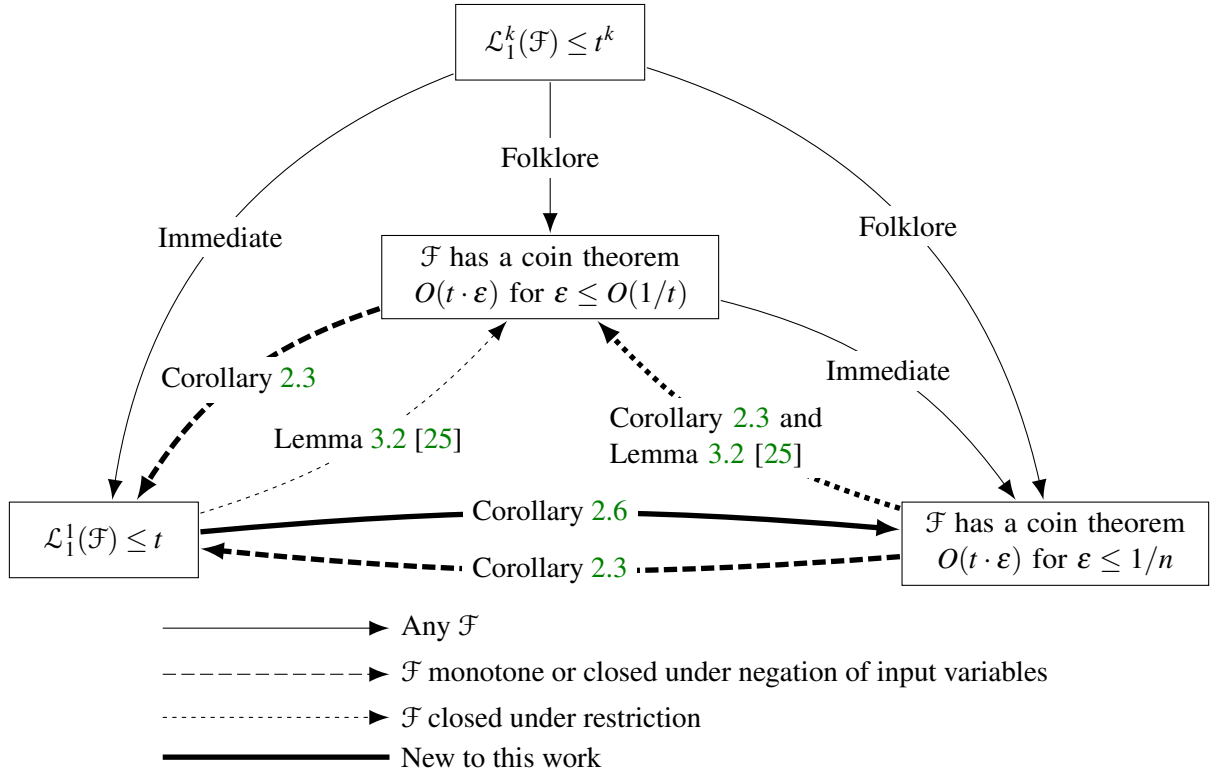 ℒ₁ᵏ(ℱ) ≤ tᵏ
Folklore
Immediate
Folklore
ℱ has a coin theorem
O(t · ε) for ε ≤ O(1/t)
Corollary 2.3
Immediate
Lemma 3.2 [25]
Corollary 2.3 and
Lemma 3.2 [25]
ℒ₁¹(ℱ) ≤ t
Corollary 2.6
Corollary 2.3
ℱ has a coin theorem
O(t · ε) for ε ≤ 1/n
Any ℱ
ℱ monotone or closed under negation of input variables
ℱ closed under restriction
New to this work